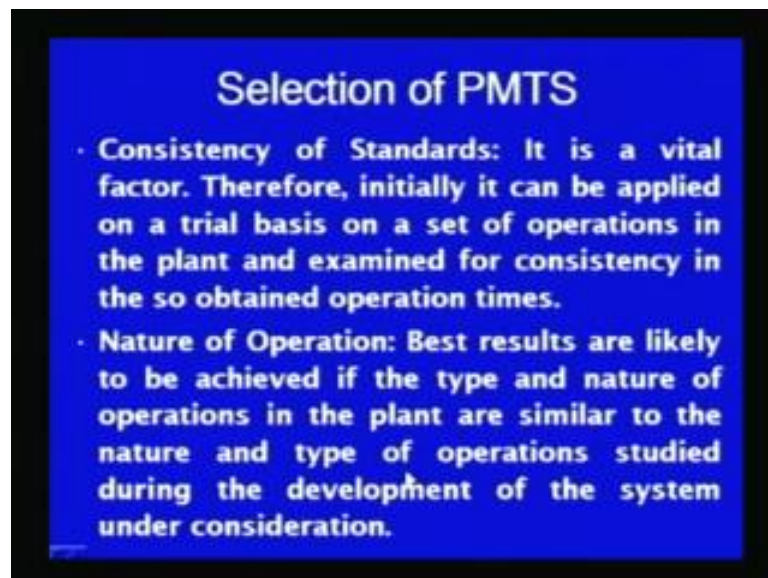 Selection of PMTS
· Consistency of Standards: It is a vital
factor. Therefore, initially it can be applied
on a trial basis on a set of operations in
the plant and examined for consistency in
the so obtained operation times.
· Nature of Operation: Best results are likely
to be achieved if the type and nature of
operations in the plant are similar to the
nature and type of operations studied
during the development of the system
under consideration.